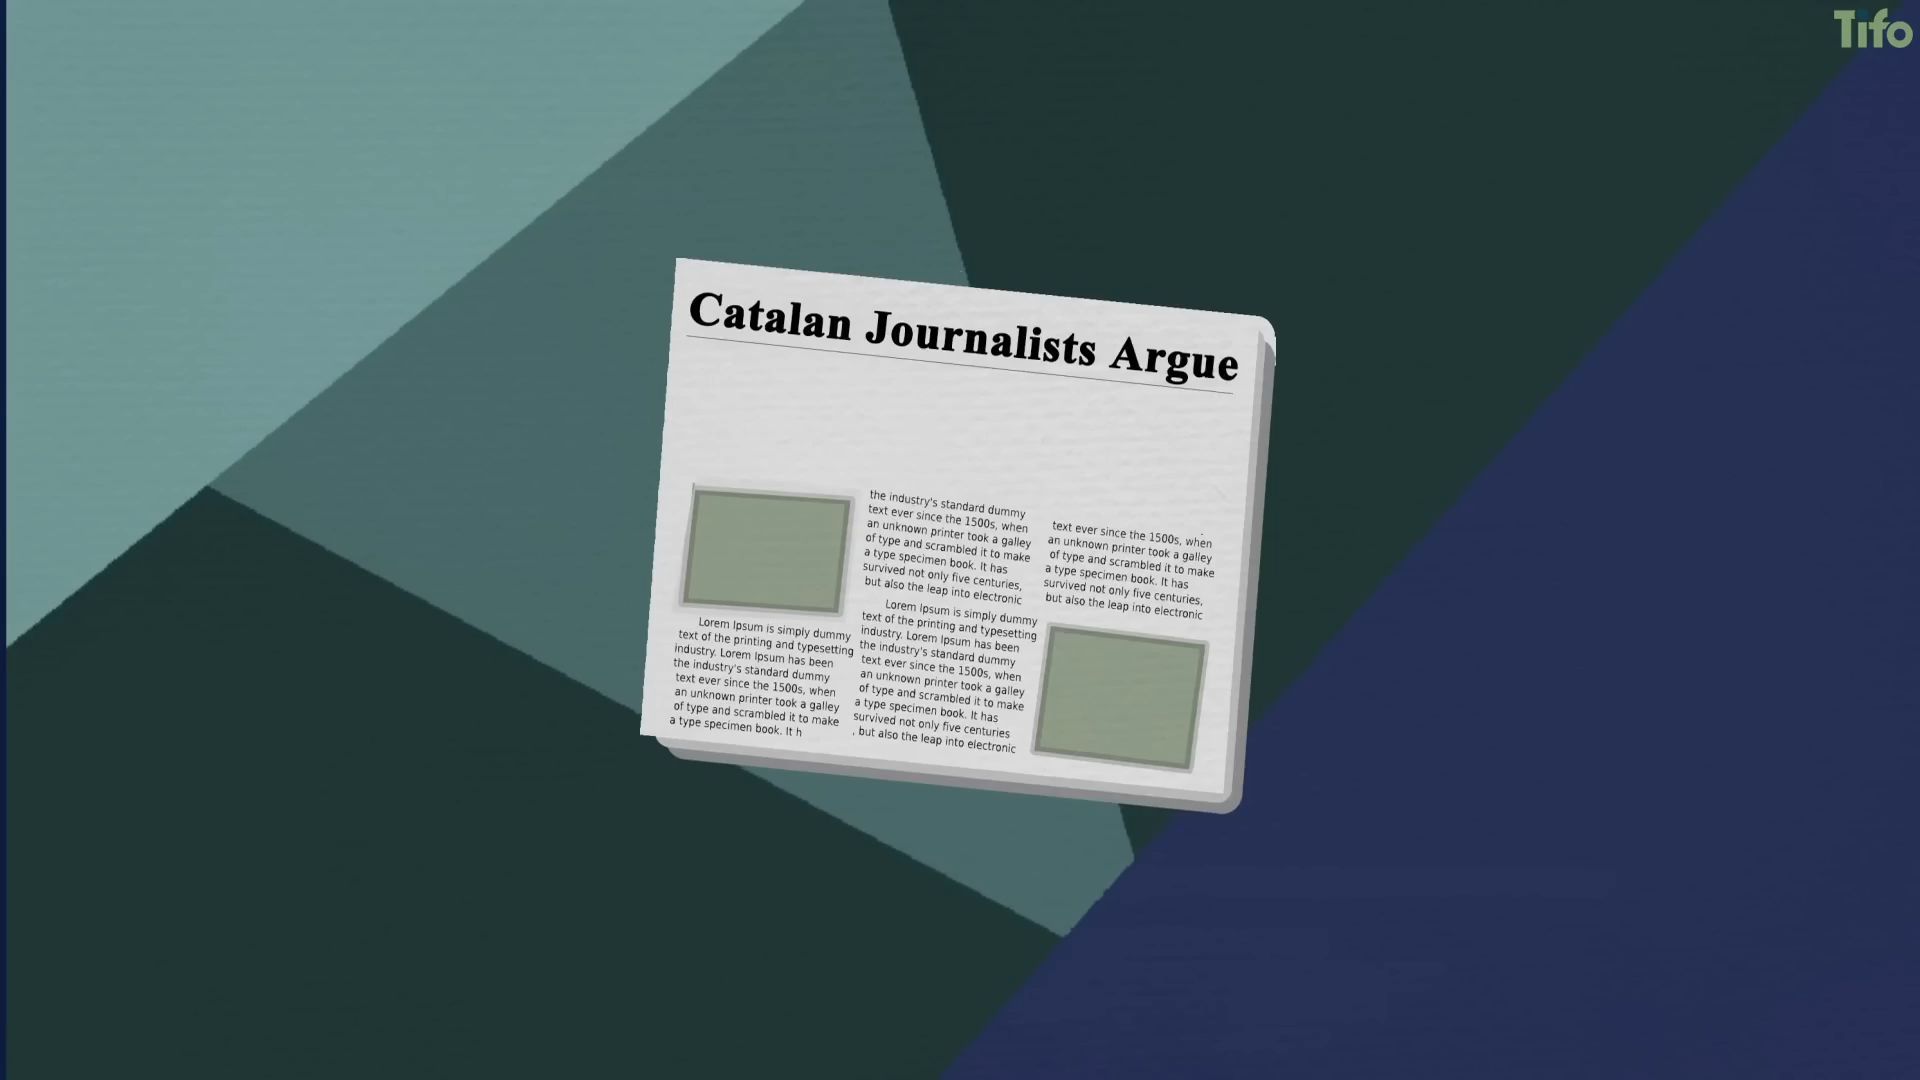 Tifo
Catalan Journalists Argue
Lorem Ipsum is simply dummy
text of the printing and typesetting
industry. Lorem Ipsum has been
the industry's standard dummy
text ever since the 1500s, when
an unknown printer took a galley
of type and scrambled it to make
a type specimen book. It h
the industry's standard dummy
text ever since the 1500s, when
an unknown printer took a galley
of type and scrambled it to make
a type specimen book. It has
survived not only five centuries,
but also the leap into electronic
Lorem Ipsum is simply dummy
text of the printing and typesetting
industry. Lorem Ipsum has been
the industry's standard dummy
text ever since the 1500s, when
an unknown printer took a galley
of type and scrambled it to make
a type specimen book. It has
survived not only five centuries
, but also the leap into electronic
text ever since the 1500s, when
an unknown printer took a galley
of type and scrambled it to make
a type specimen book. It has
survived not only five centuries,
but also the leap into electronic